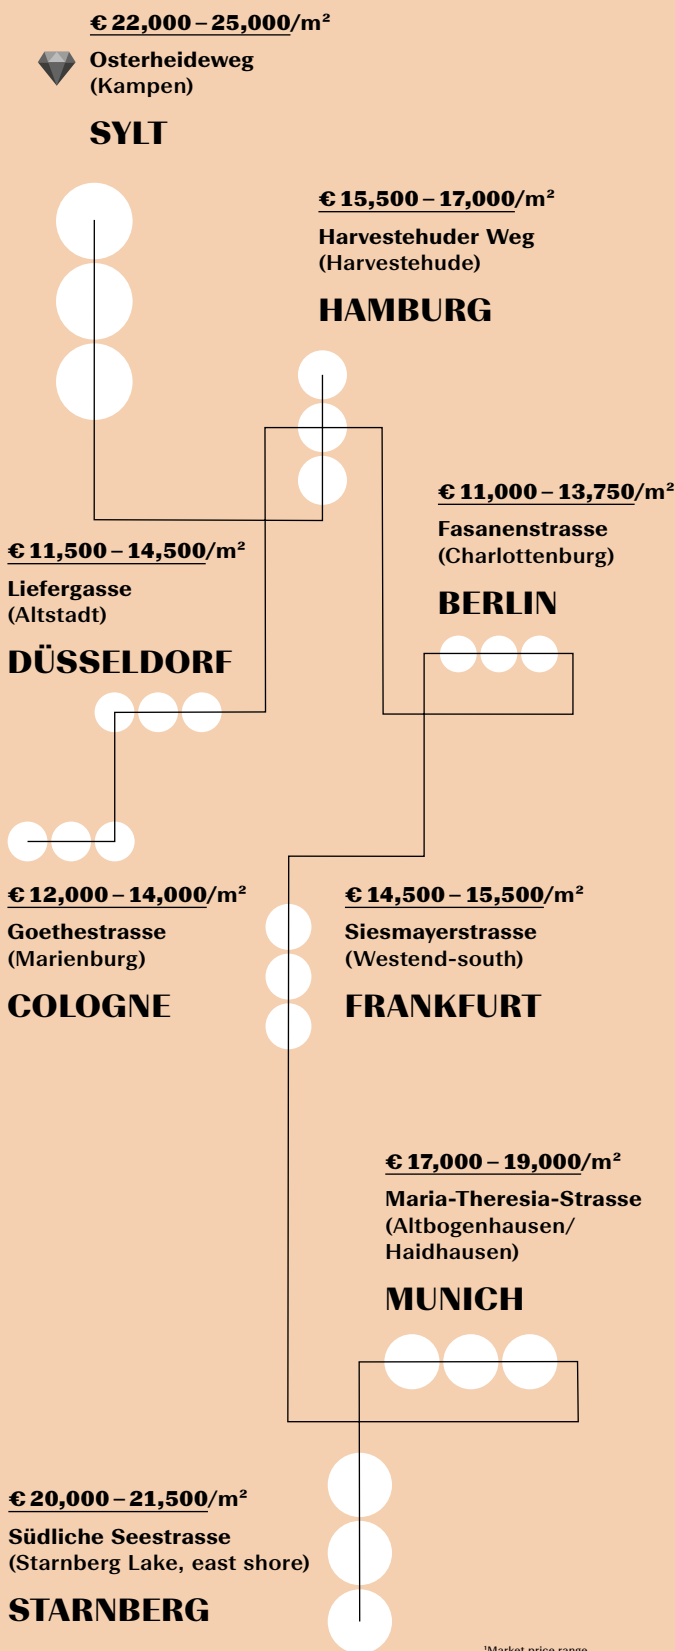 € 22,000 – 25,000/m²
Osterheideweg
(Kampen)
SYLT
€ 15,500 – 17,000/m²
Harvestehuder Weg
(Harvestehude)
HAMBURG
€ 11,000 – 13,750/m²
Fasanenstrasse
(Charlottenburg)
BERLIN
€ 11,500 – 14,500/m²
Liefergasse
(Altstadt)
DÜSSELDORF
€ 12,000 – 14,000/m²
Goethestrasse
(Marienburg)
COLOGNE
€ 14,500 – 15,500/m²
Siesmayerstrasse
(Westend-south)
FRANKFURT
€ 17,000 – 19,000/m²
Maria-Theresia-Strasse
(Altbogenhausen/
Haidhausen)
MUNICH
€ 20,000 – 21,500/m²
Südliche Seestrasse
(Starnberg Lake, east shore)
STARNBERG
¹Market price range